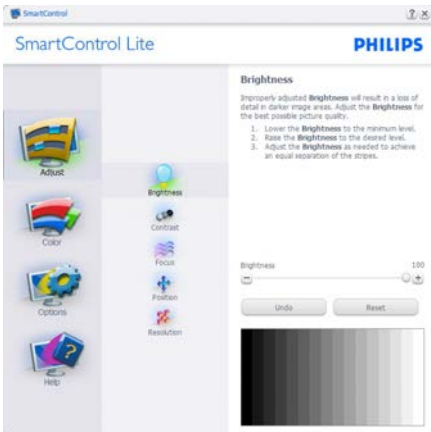 SmartControl
? x
SmartControl Lite
PHILIPS
Adjust
Color
Options
Help
Brightness
Contrast
Focus
Position
Resolution
Brightness
Improperly adjusted Brightness will result in a loss of
detail in darker image areas. Adjust the Brightness for
the best possible picture quality.
1. Lower the Brightness to the minimum level.
2. Raise the Brightness to the desired level.
3. Adjust the Brightness as needed to achieve
an equal separation of the stripes.
Brightness 100
− +
Undo Reset